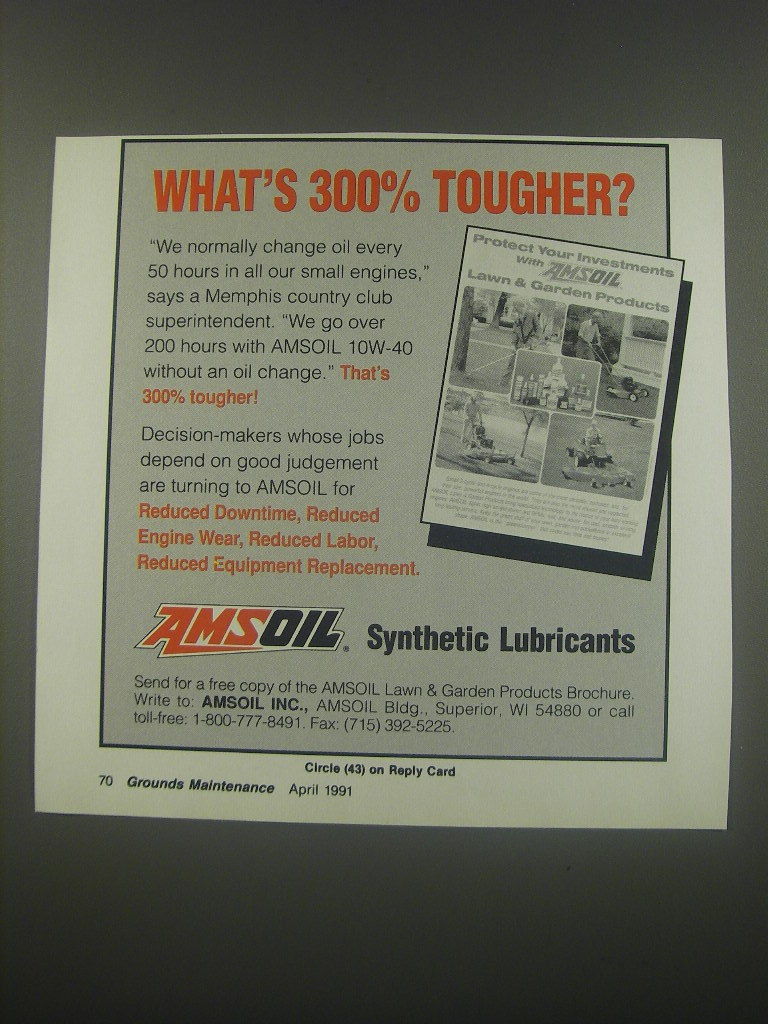 WHAT'S 300% TOUGHER?
"We normally change oil every
50 hours in all our small engines,"
says a Memphis country club
superintendent. "We go over
200 hours with AMSOIL 10W-40
without an oil change." That's
300% tougher!
Decision-makers whose jobs
depend on good judgement
are turning to AMSOIL for
Reduced Downtime, Reduced
Engine Wear, Reduced Labor,
Reduced Equipment Replacement.
Protect Your Investments
With AMSOIL
Lawn & Garden Products
AMSOIL® Synthetic Lubricants
Send for a free copy of the AMSOIL Lawn & Garden Products Brochure.
Write to: AMSOIL INC., AMSOIL Bldg., Superior, WI 54880 or call
toll-free: 1-800-777-8491. Fax: (715) 392-5225.
Circle (43) on Reply Card
70 Grounds Maintenance April 1991